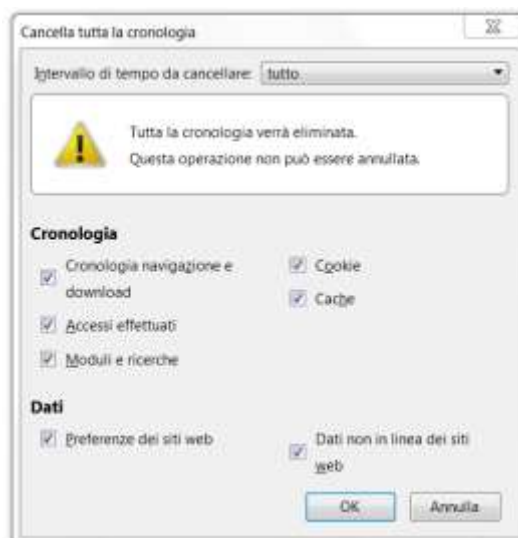 Cancella tutta la cronologia
Intervallo di tempo da cancellare: tutto
Tutta la cronologia verrà eliminata.
Questa operazione non può essere annullata.
Cronologia
Cronologia navigazione e
download
Cookie
Cache
Accessi effettuati
Moduli e ricerche
Dati
Preferenze dei siti web
Dati non in linea dei siti
web
OK
Annulla